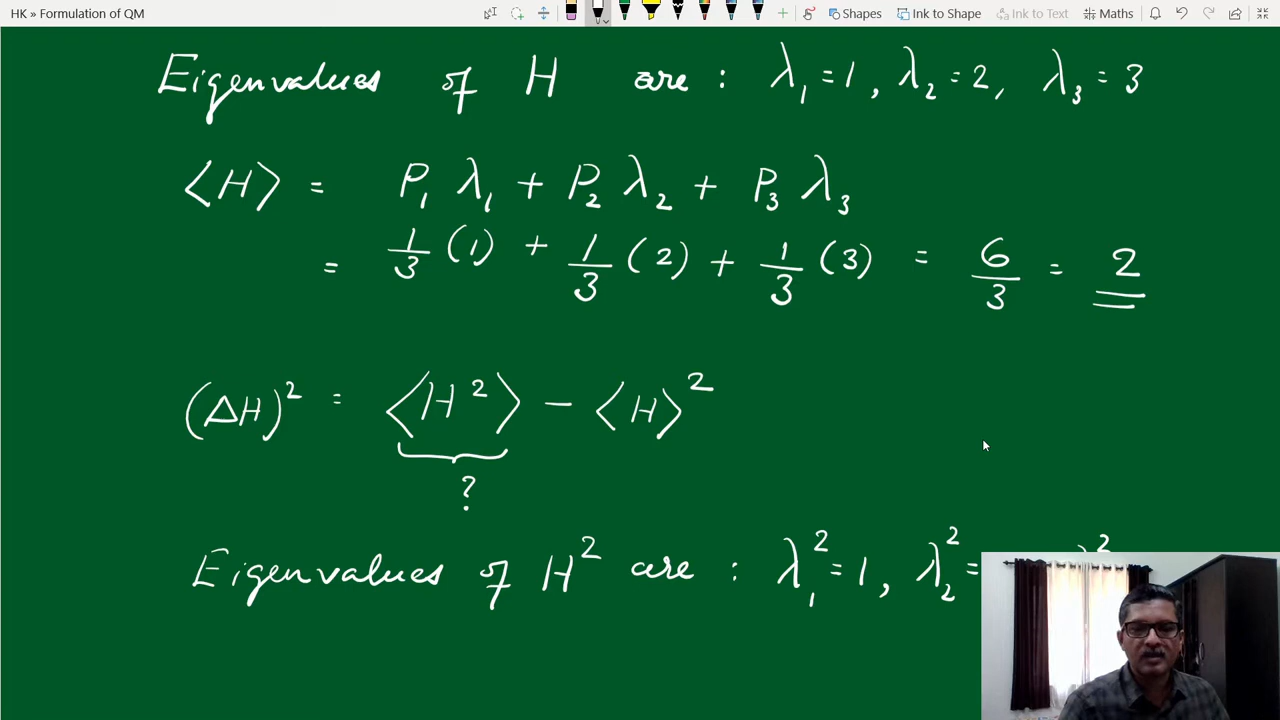 HK » Formulation of QM Shapes Ink to Shape Ink to Text Maths
Eigenvalues of H are : λ₁ = 1, λ₂ = 2, λ₃ = 3
⟨H⟩ = P₁ λ₁ + P₂ λ₂ + P₃ λ₃
= 1/3 (1) + 1/3 (2) + 1/3 (3) = 6/3 = 2
(ΔH)² = ⟨H²⟩ − ⟨H⟩²
?
Eigenvalues of H² are : λ₁² = 1, λ₂² =